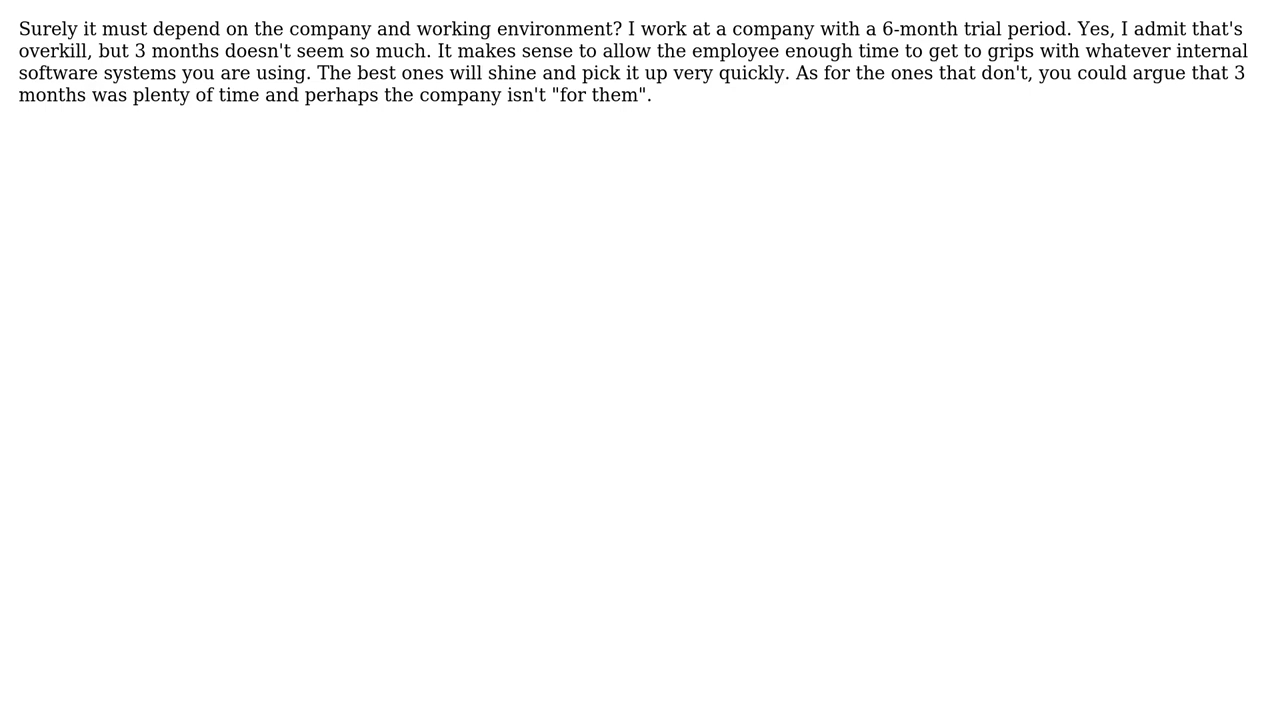 Surely it must depend on the company and working environment? I work at a company with a 6-month trial period. Yes, I admit that's
overkill, but 3 months doesn't seem so much. It makes sense to allow the employee enough time to get to grips with whatever internal
software systems you are using. The best ones will shine and pick it up very quickly. As for the ones that don't, you could argue that 3
months was plenty of time and perhaps the company isn't "for them".